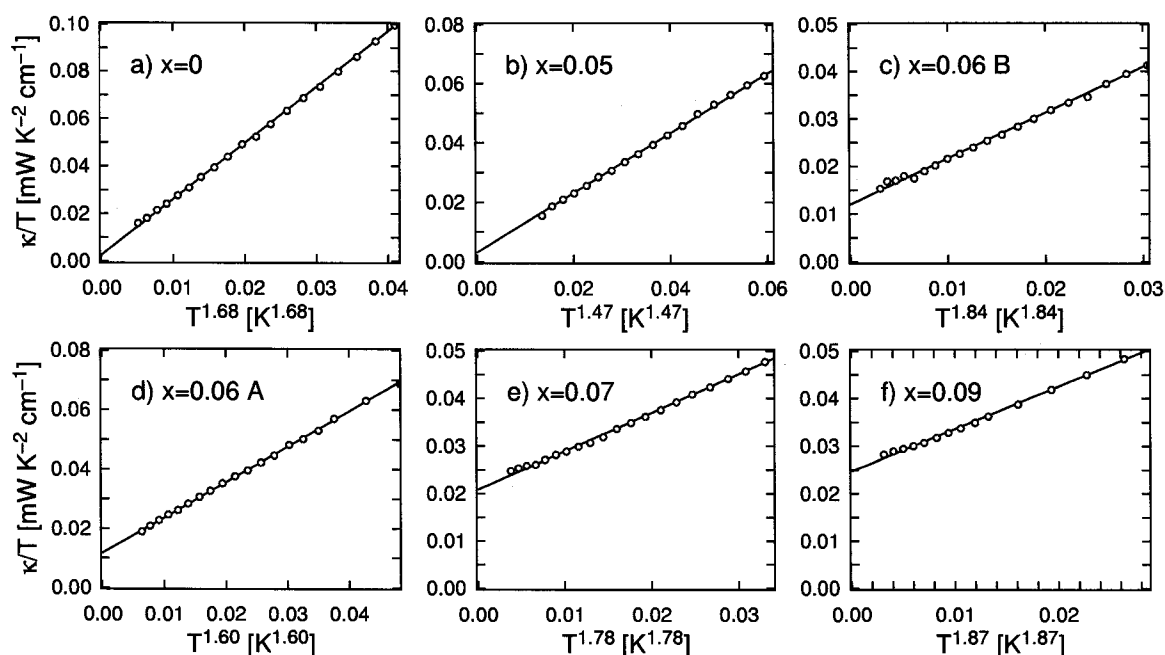 κ/T [mW K⁻² cm⁻¹]
0.10
0.08
0.06
0.04
0.02
0.00
a) x=0
0.00 0.01 0.02 0.03 0.04
T^1.68 [K^1.68]
0.08
0.06
0.04
0.02
0.00
b) x=0.05
0.00 0.02 0.04 0.06
T^1.47 [K^1.47]
0.05
0.04
0.03
0.02
0.01
0.00
c) x=0.06 B
0.00 0.01 0.02 0.03
T^1.84 [K^1.84]
κ/T [mW K⁻² cm⁻¹]
0.08
0.06
0.04
0.02
0.00
d) x=0.06 A
0.00 0.01 0.02 0.03 0.04
T^1.60 [K^1.60]
0.05
0.04
0.03
0.02
0.01
0.00
e) x=0.07
0.00 0.01 0.02 0.03
T^1.78 [K^1.78]
0.05
0.04
0.03
0.02
0.01
0.00
f) x=0.09
0.00 0.01 0.02
T^1.87 [K^1.87]